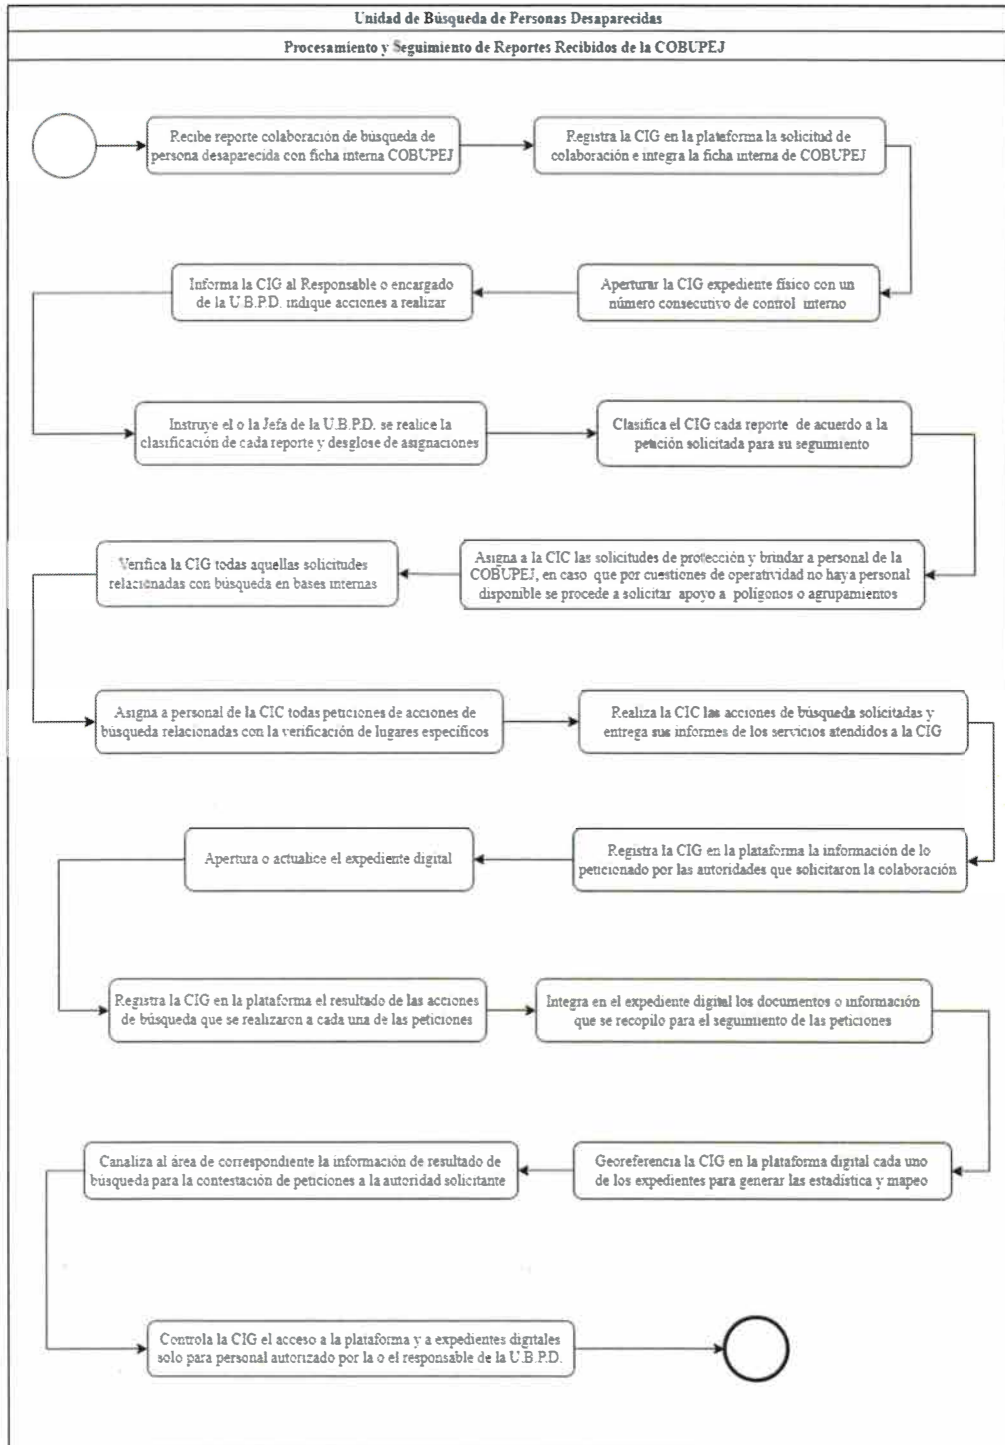 Unidad de Búsqueda de Personas Desaparecidas
Procesamiento y Seguimiento de Reportes Recibidos de la COBUPEJ
Recibe reporte colaboración de búsqueda de
persona desaparecida con ficha interna COBUPEJ
Registra la CIG en la plataforma la solicitud de
colaboración e integra la ficha interna de COBUPEJ
Aperturar la CIG expediente físico con un
número consecutivo de control interno
Informa la CIG al Responsable o encargado
de la U.B.P.D. indique acciones a realizar
Instruye el o la Jefa de la U.B.P.D. se realice la
clasificación de cada reporte y desglose de asignaciones
Clasifica el CIG cada reporte de acuerdo a la
petición solicitada para su seguimiento
Asigna a la CIC las solicitudes de protección y brindar a personal de la
COBUPEJ, en caso que por cuestiones de operatividad no haya personal
disponible se procede a solicitar apoyo a polígonos o agrupamientos
Verifica la CIG todas aquellas solicitudes
relacionadas con búsqueda en bases internas
Asigna a personal de la CIC todas peticiones de acciones de
búsqueda relacionadas con la verificación de lugares específicos
Realiza la CIC las acciones de búsqueda solicitadas y
entrega sus informes de los servicios atendidos a la CIG
Registra la CIG en la plataforma la información de lo
peticionado por las autoridades que solicitaron la colaboración
Apertura o actualice el expediente digital
Registra la CIG en la plataforma el resultado de las acciones
de búsqueda que se realizaron a cada una de las peticiones
Integra en el expediente digital los documentos o información
que se recopilo para el seguimiento de las peticiones
Georeferencia la CIG en la plataforma digital cada uno
de los expedientes para generar las estadística y mapeo
Canaliza al área de correspondiente la información de resultado de
búsqueda para la contestación de peticiones a la autoridad solicitante
Controla la CIG el acceso a la plataforma y a expedientes digitales
solo para personal autorizado por la o el responsable de la U.B.P.D.